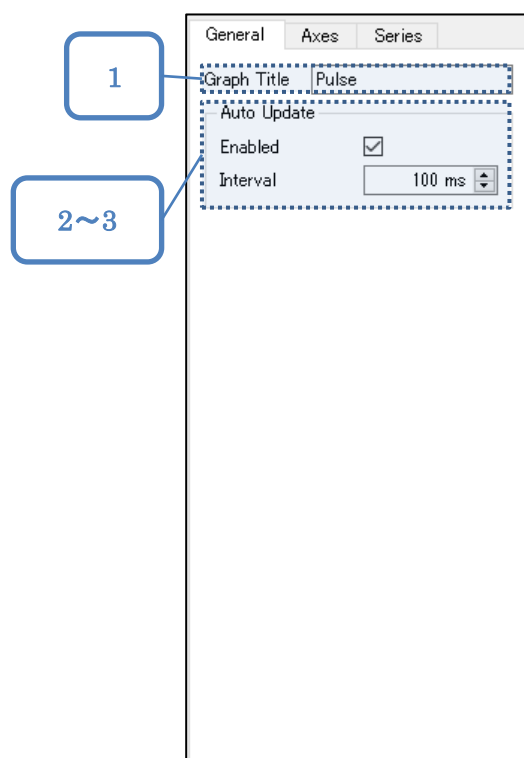 General Axes Series
1
Graph Title Pulse
Auto Update
Enabled
Interval 100 ms
2～3